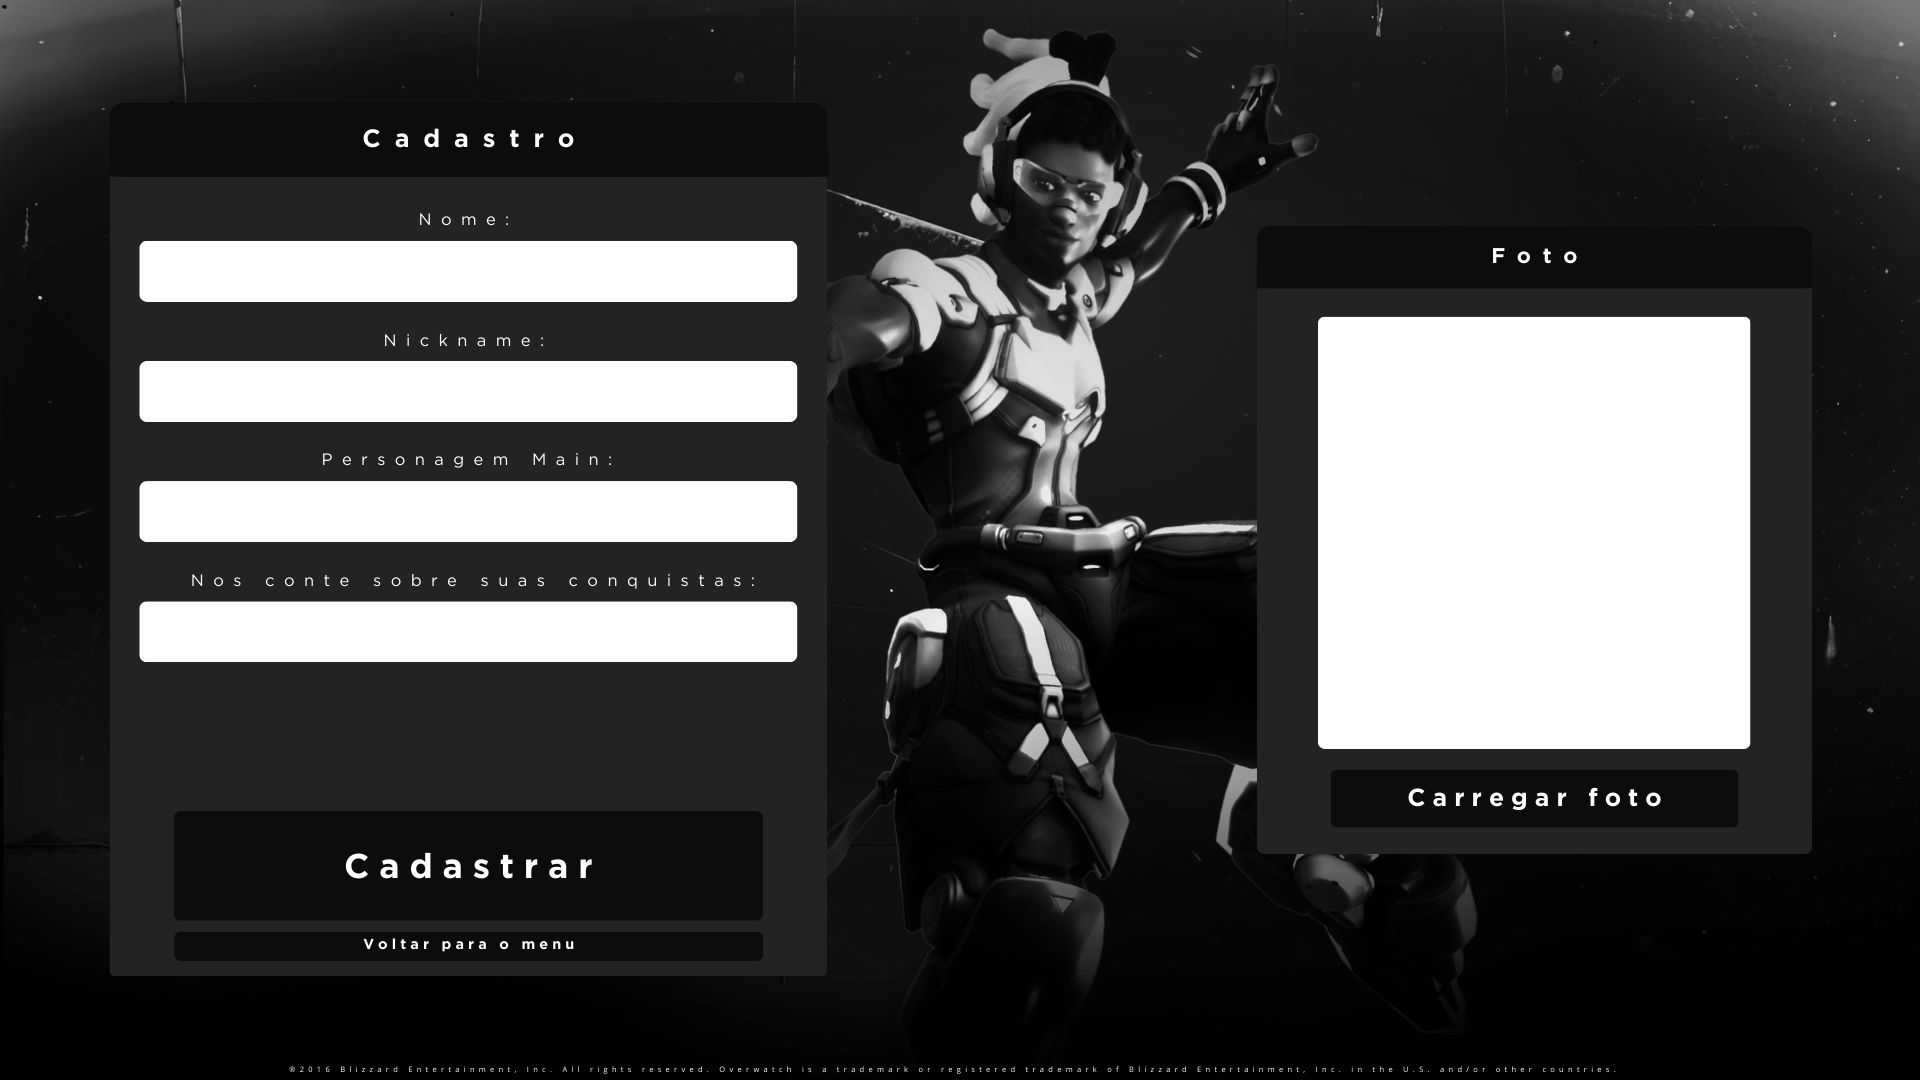 Cadastro
Nome:
Nickname:
Personagem Main:
Nos conte sobre suas conquistas:
Cadastrar
Voltar para o menu
Foto
Carregar foto
©2016 Blizzard Entertainment, Inc. All rights reserved. Overwatch is a trademark or registered trademark of Blizzard Entertainment, Inc. in the U.S. and/or other countries.